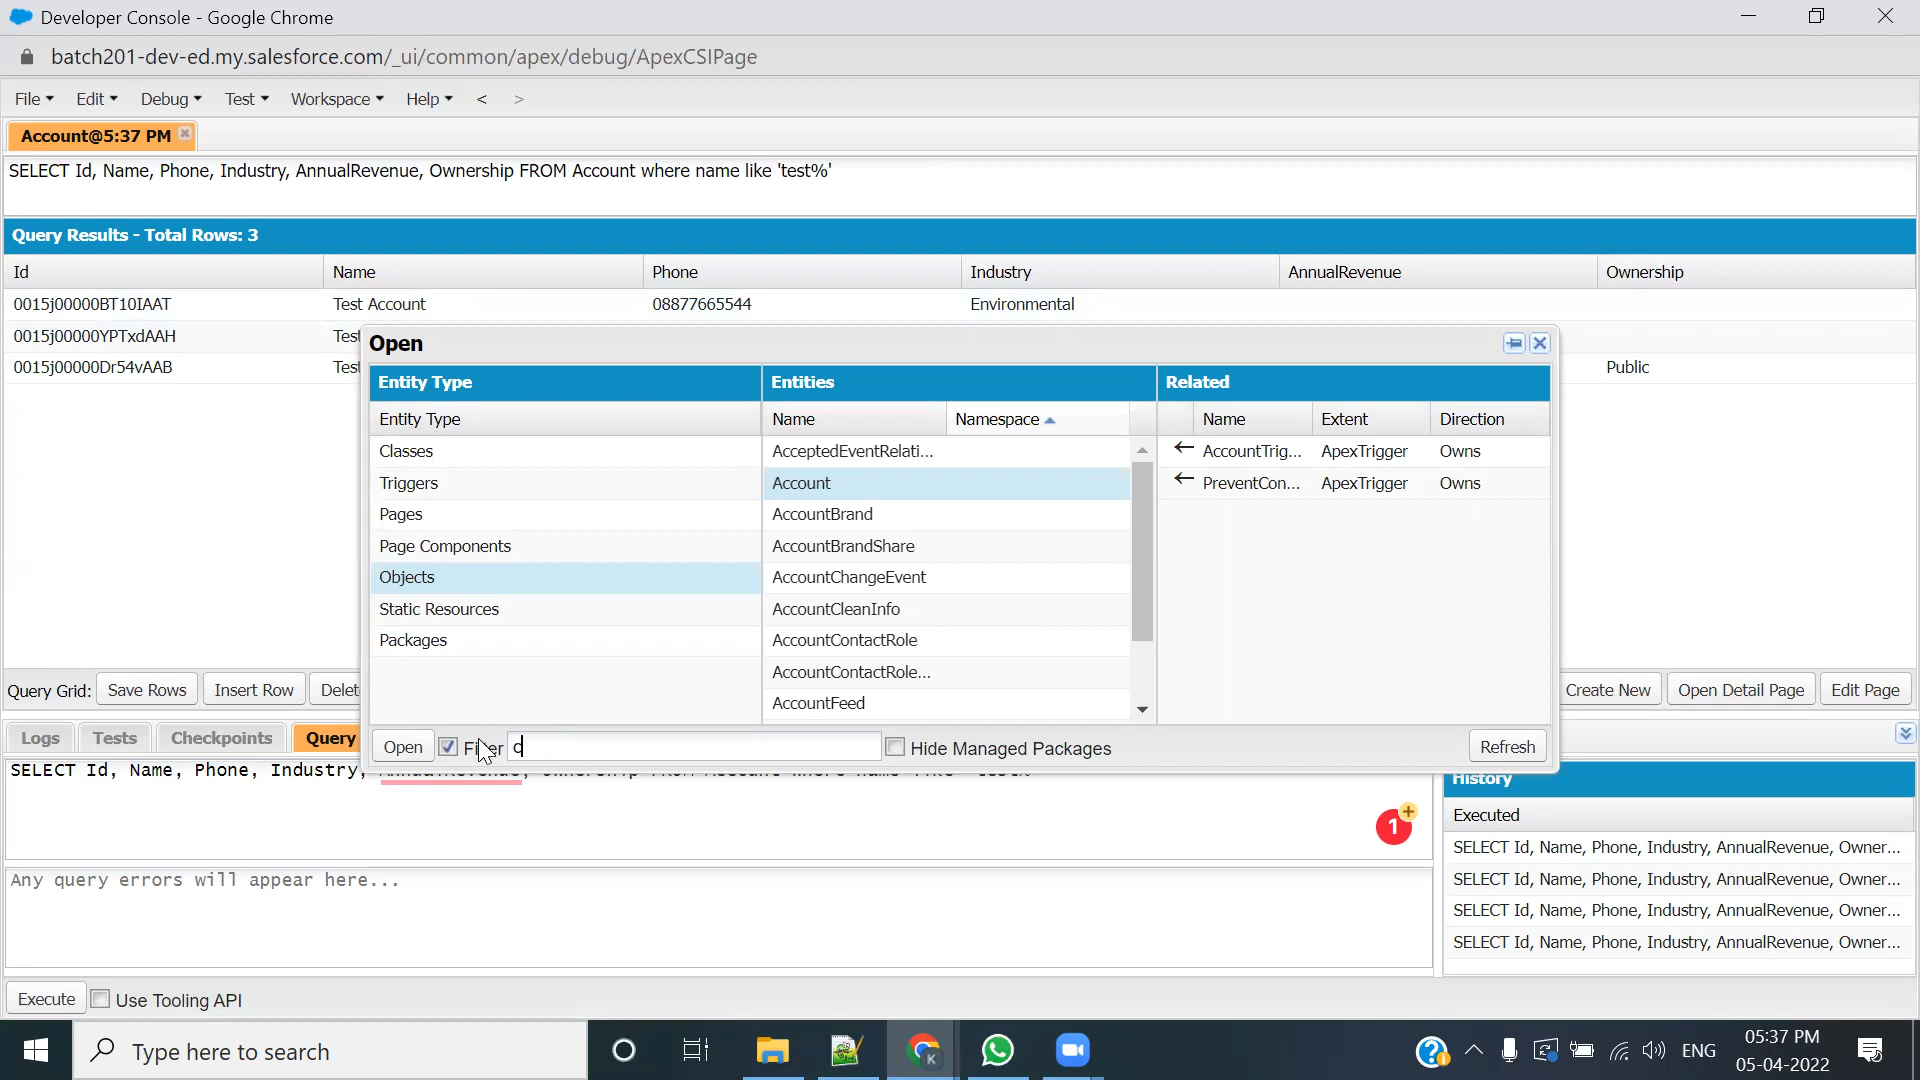 Developer Console - Google Chrome
batch201-dev-ed.my.salesforce.com/_ui/common/apex/debug/ApexCSIPage
File Edit Debug Test Workspace Help < >
Account@5:37 PM
SELECT Id, Name, Phone, Industry, AnnualRevenue, Ownership FROM Account where name like 'test%'
Query Results - Total Rows: 3
Id Name Phone Industry AnnualRevenue Ownership
0015j00000BT10IAAT Test Account 08877665544 Environmental
0015j00000YPTxdAAH
0015j00000Dr54vAAB Public
Open
Entity Type Entities Related
Entity Type Name Namespace Name Extent Direction
Classes AcceptedEventRelati... AccountTrig... ApexTrigger Owns
Triggers Account PreventCon... ApexTrigger Owns
Pages AccountBrand
Page Components AccountBrandShare
Objects AccountChangeEvent
Static Resources AccountCleanInfo
Packages AccountContactRole
AccountContactRole...
AccountFeed
Query Grid: Save Rows Insert Row Create New Open Detail Page Edit Page
Logs Tests Checkpoints Query
Open c Hide Managed Packages Refresh
SELECT Id, Name, Phone, Industry, AnnualRevenue, Ownership FROM Account where name like 'test%'
1 +
Any query errors will appear here...
History
Executed
SELECT Id, Name, Phone, Industry, AnnualRevenue, Owner...
SELECT Id, Name, Phone, Industry, AnnualRevenue, Owner...
SELECT Id, Name, Phone, Industry, AnnualRevenue, Owner...
SELECT Id, Name, Phone, Industry, AnnualRevenue, Owner...
Execute Use Tooling API
Type here to search
K
ENG
05:37 PM
05-04-2022